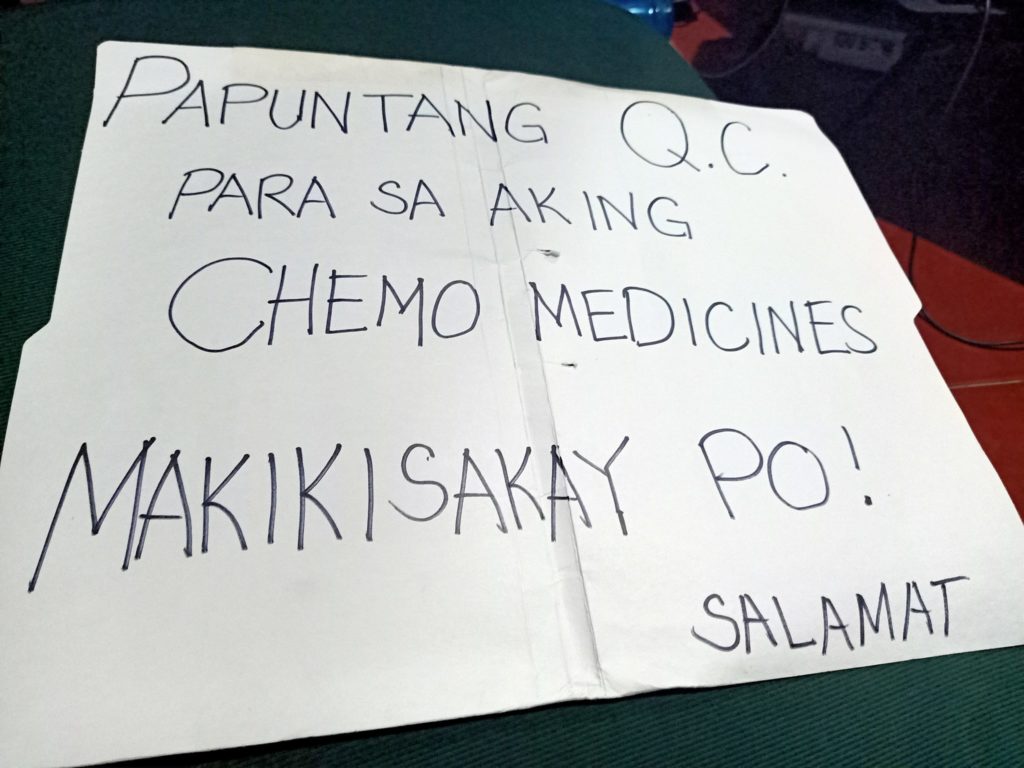 PAPUNTANG Q.C.
PARA SA AKING
CHEMO MEDICINES
MAKIKISAKAY PO!
SALAMAT